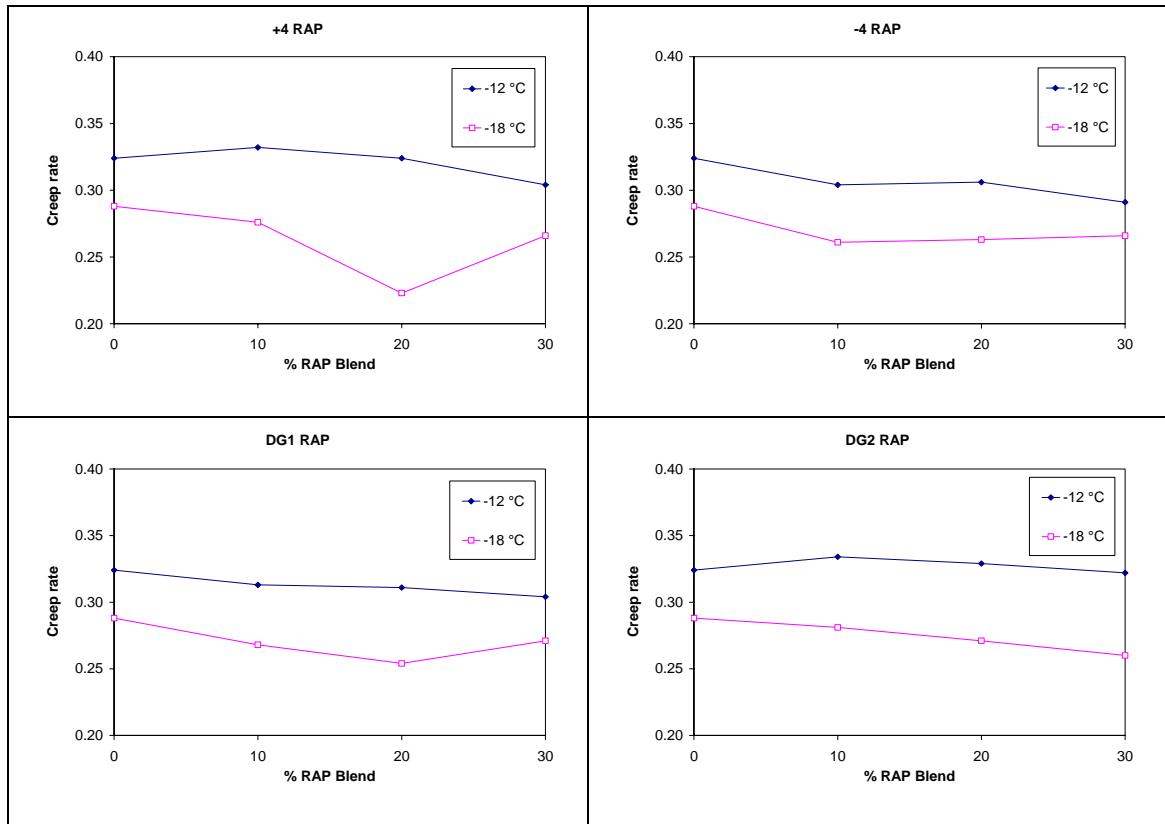 +4 RAP
0.40
0.35
0.30
0.25
0.20
Creep rate
0 10 20 30
% RAP Blend
-12 °C
-18 °C
-4 RAP
0.40
0.35
0.30
0.25
0.20
Creep rate
0 10 20 30
% RAP Blend
-12 °C
-18 °C
DG1 RAP
0.40
0.35
0.30
0.25
0.20
Creep rate
0 10 20 30
% RAP Blend
-12 °C
-18 °C
DG2 RAP
0.40
0.35
0.30
0.25
0.20
Creep rate
0 10 20 30
% RAP Blend
-12 °C
-18 °C